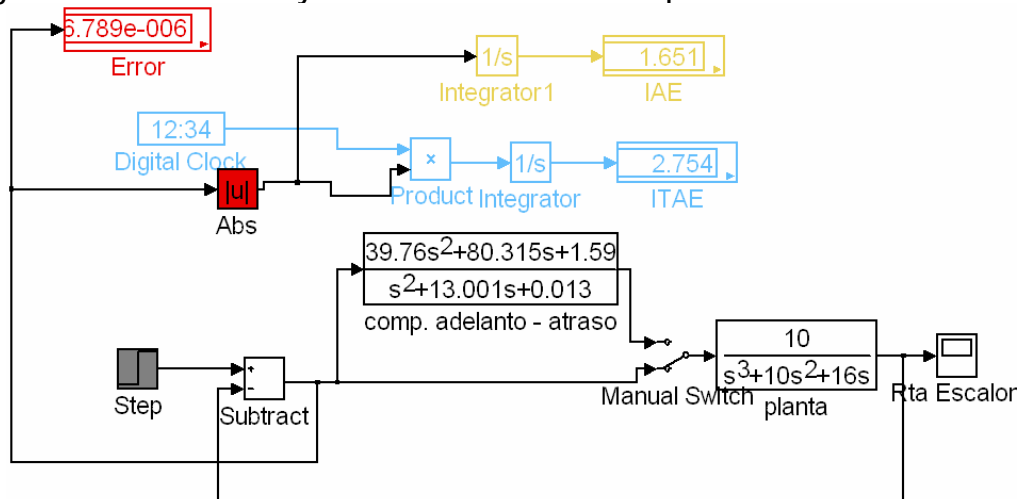 6.789e-006
Error
1/s
Integrator1
1.651
IAE
12:34
Digital Clock
|u|
Abs
×
Product
1/s
Integrator
2.754
ITAE
39.76s2+80.315s+1.59
s2+13.001s+0.013
comp. adelanto - atraso
Step
+
−
Subtract
Manual Switch
10
s3+10s2+16s
planta
Rta Escalon